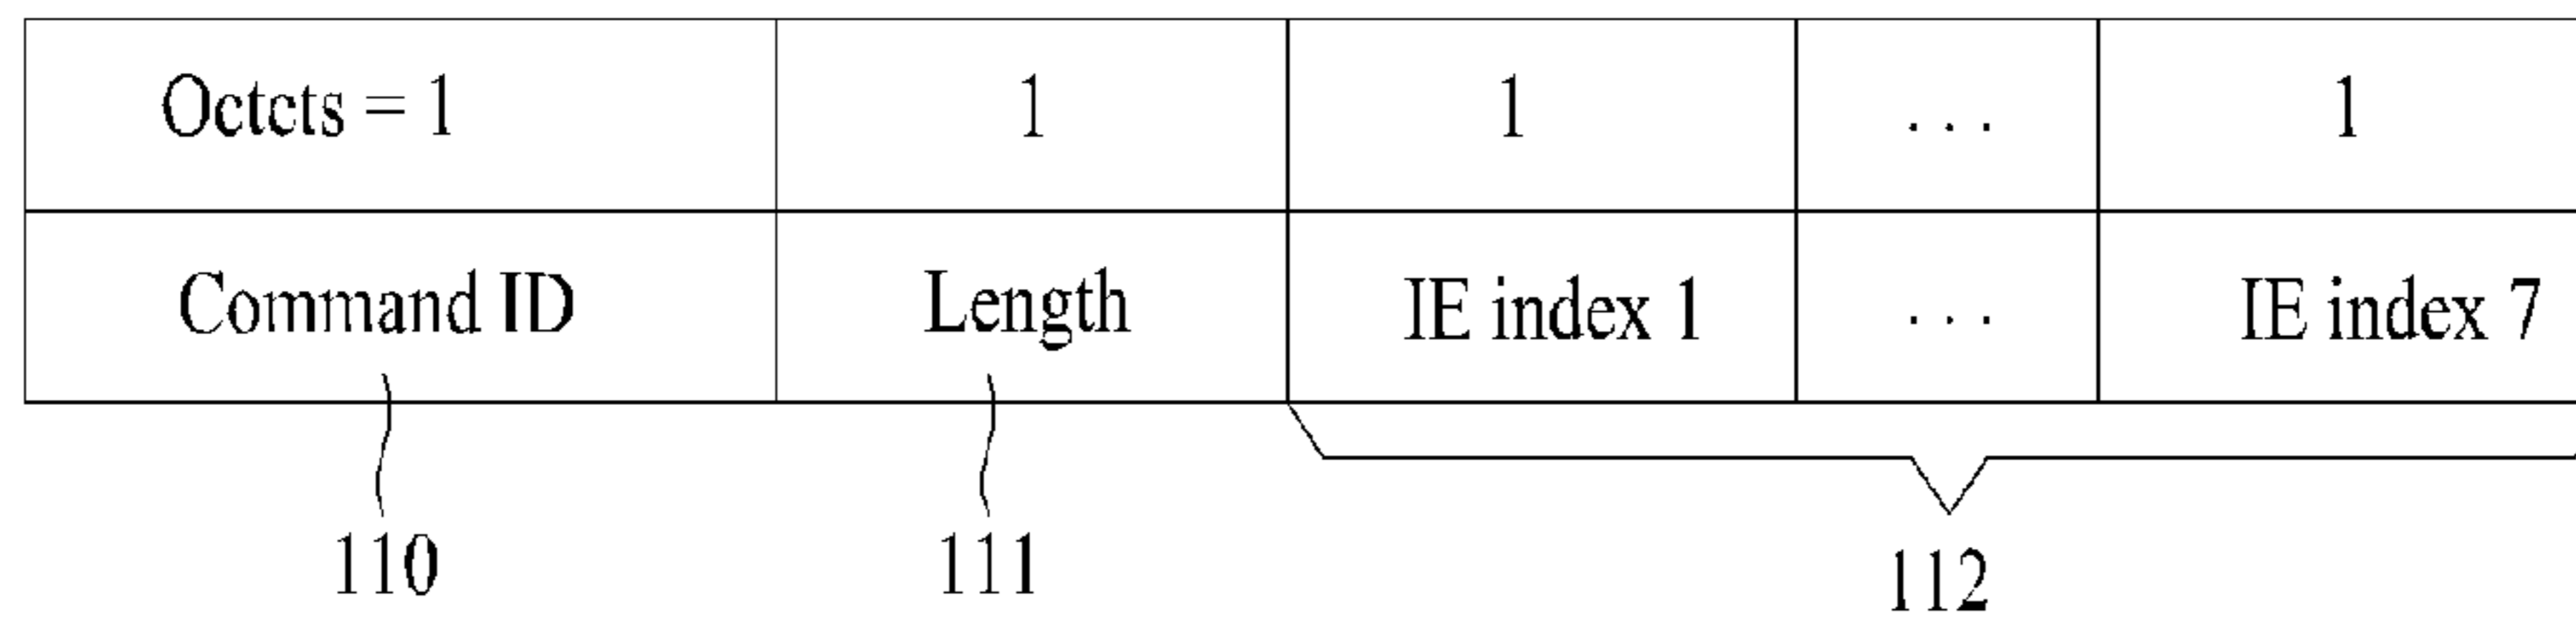 Octets = 1 1 1 . . . 1
Command ID Length IE index 1 . . . IE index 7
110 111 112